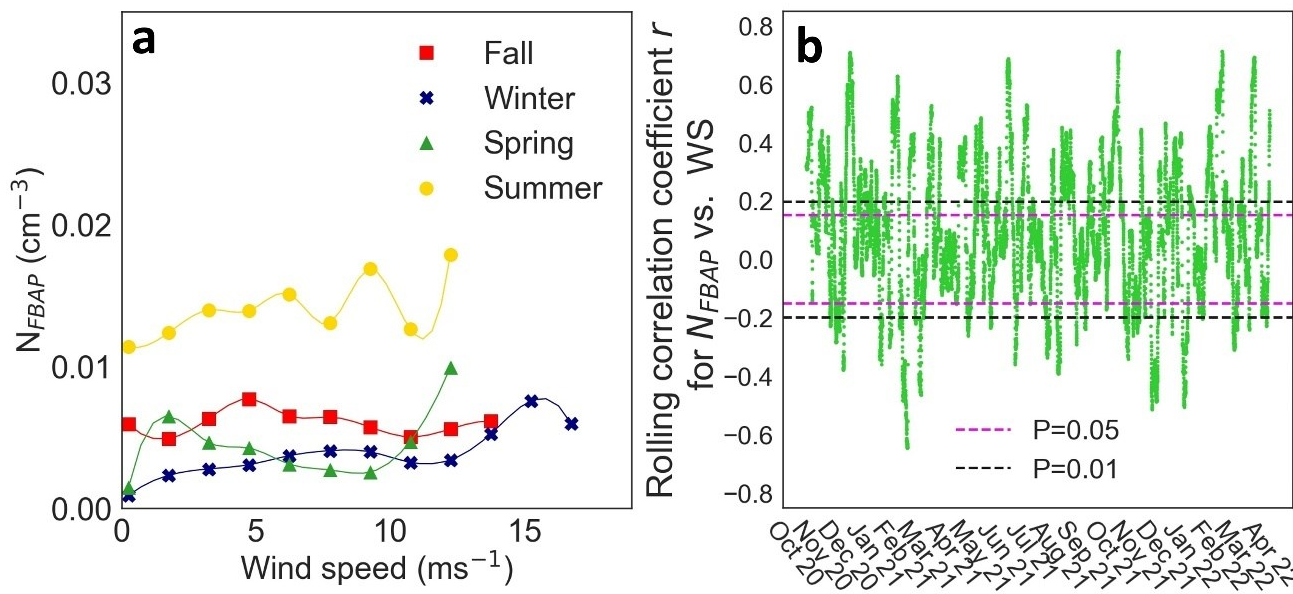 a
0.03
0.02
0.01
0.00
N_FBAP (cm⁻³)
Fall
Winter
Spring
Summer
0 5 10 15
Wind speed (ms⁻¹)
b
0.8
0.6
0.4
0.2
0.0
−0.2
−0.4
−0.6
−0.8
Rolling correlation coefficient r
for N_FBAP vs. WS
P=0.05
P=0.01
Oct 20
Nov 20
Dec 20
Jan 21
Feb 21
Mar 21
Apr 21
May 21
Jun 21
Jul 21
Aug 21
Sep 21
Oct 21
Nov 21
Dec 21
Jan 22
Feb 22
Mar 22
Apr 22